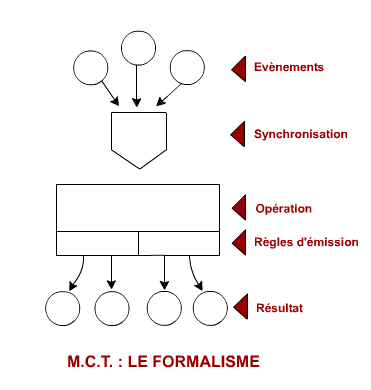 Evènements
Synchronisation
Opération
Règles d'émission
Résultat
M.C.T. : LE FORMALISME